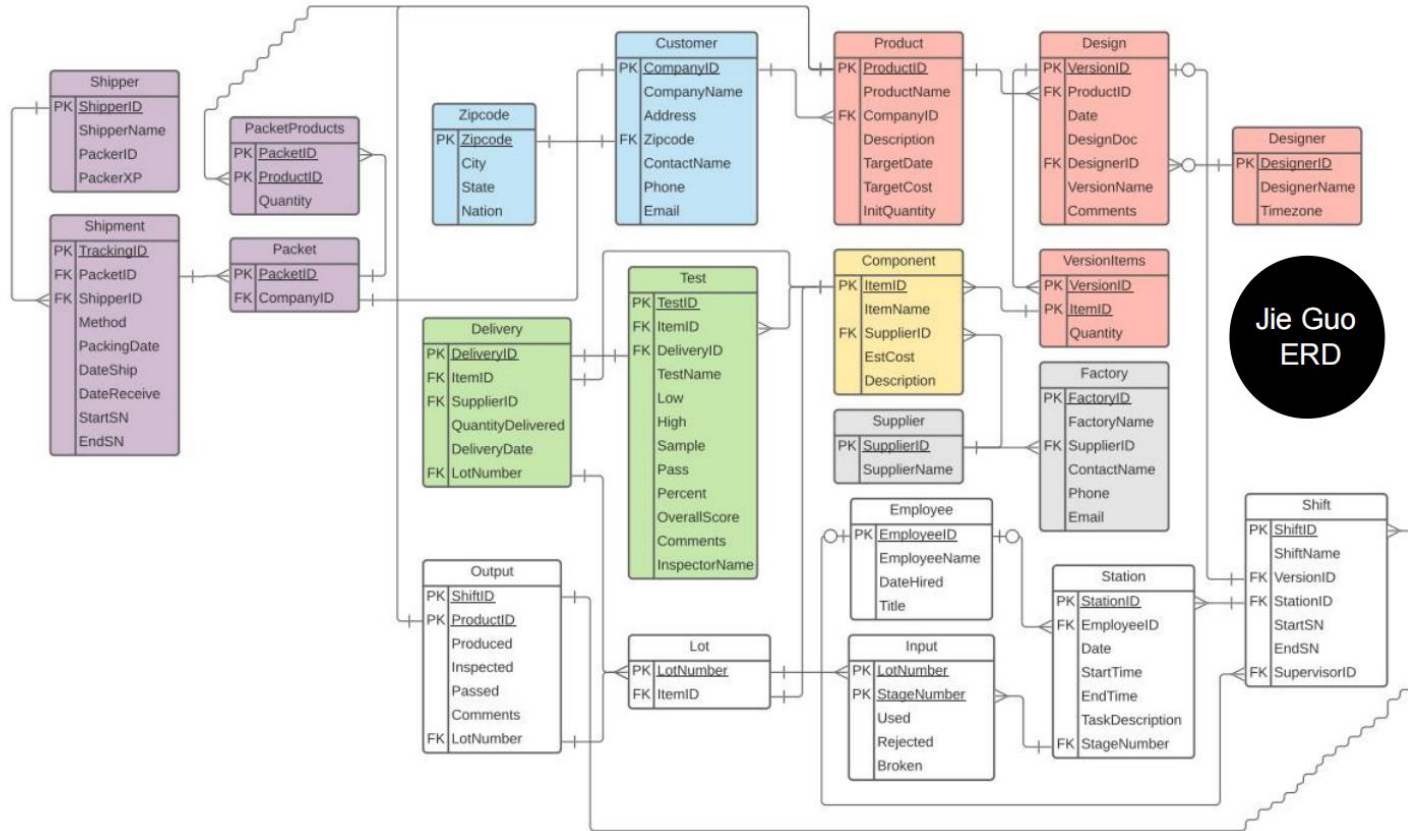 Shipper
PK ShipperID
ShipperName
PackerID
PackerXP
PacketProducts
PK PacketID
PK ProductID
Quantity
Shipment
PK TrackingID
FK PacketID
FK ShipperID
Method
PackingDate
DateShip
DateReceive
StartSN
EndSN
Packet
PK PacketID
FK CompanyID
Zipcode
PK Zipcode
City
State
Nation
Customer
PK CompanyID
CompanyName
Address
FK Zipcode
ContactName
Phone
Email
Product
PK ProductID
ProductName
FK CompanyID
Description
TargetDate
TargetCost
InitQuantity
Design
PK VersionID
FK ProductID
Date
DesignDoc
FK DesignerID
VersionName
Comments
Designer
PK DesignerID
DesignerName
Timezone
Delivery
PK DeliveryID
FK ItemID
FK SupplierID
QuantityDelivered
DeliveryDate
FK LotNumber
Test
PK TestID
FK ItemID
FK DeliveryID
TestName
Low
High
Sample
Pass
Percent
OverallScore
Comments
InspectorName
Component
PK ItemID
ItemName
FK SupplierID
EstCost
Description
VersionItems
PK VersionID
PK ItemID
Quantity
Jie Guo
ERD
Supplier
PK SupplierID
SupplierName
Factory
PK FactoryID
FactoryName
FK SupplierID
ContactName
Phone
Email
Output
PK ShiftID
PK ProductID
Produced
Inspected
Passed
Comments
FK LotNumber
Lot
PK LotNumber
FK ItemID
Employee
PK EmployeeID
EmployeeName
DateHired
Title
Input
PK LotNumber
PK StageNumber
Used
Rejected
Broken
Station
PK StationID
FK EmployeeID
Date
StartTime
EndTime
TaskDescription
FK StageNumber
Shift
PK ShiftID
ShiftName
FK VersionID
FK StationID
StartSN
EndSN
FK SupervisorID